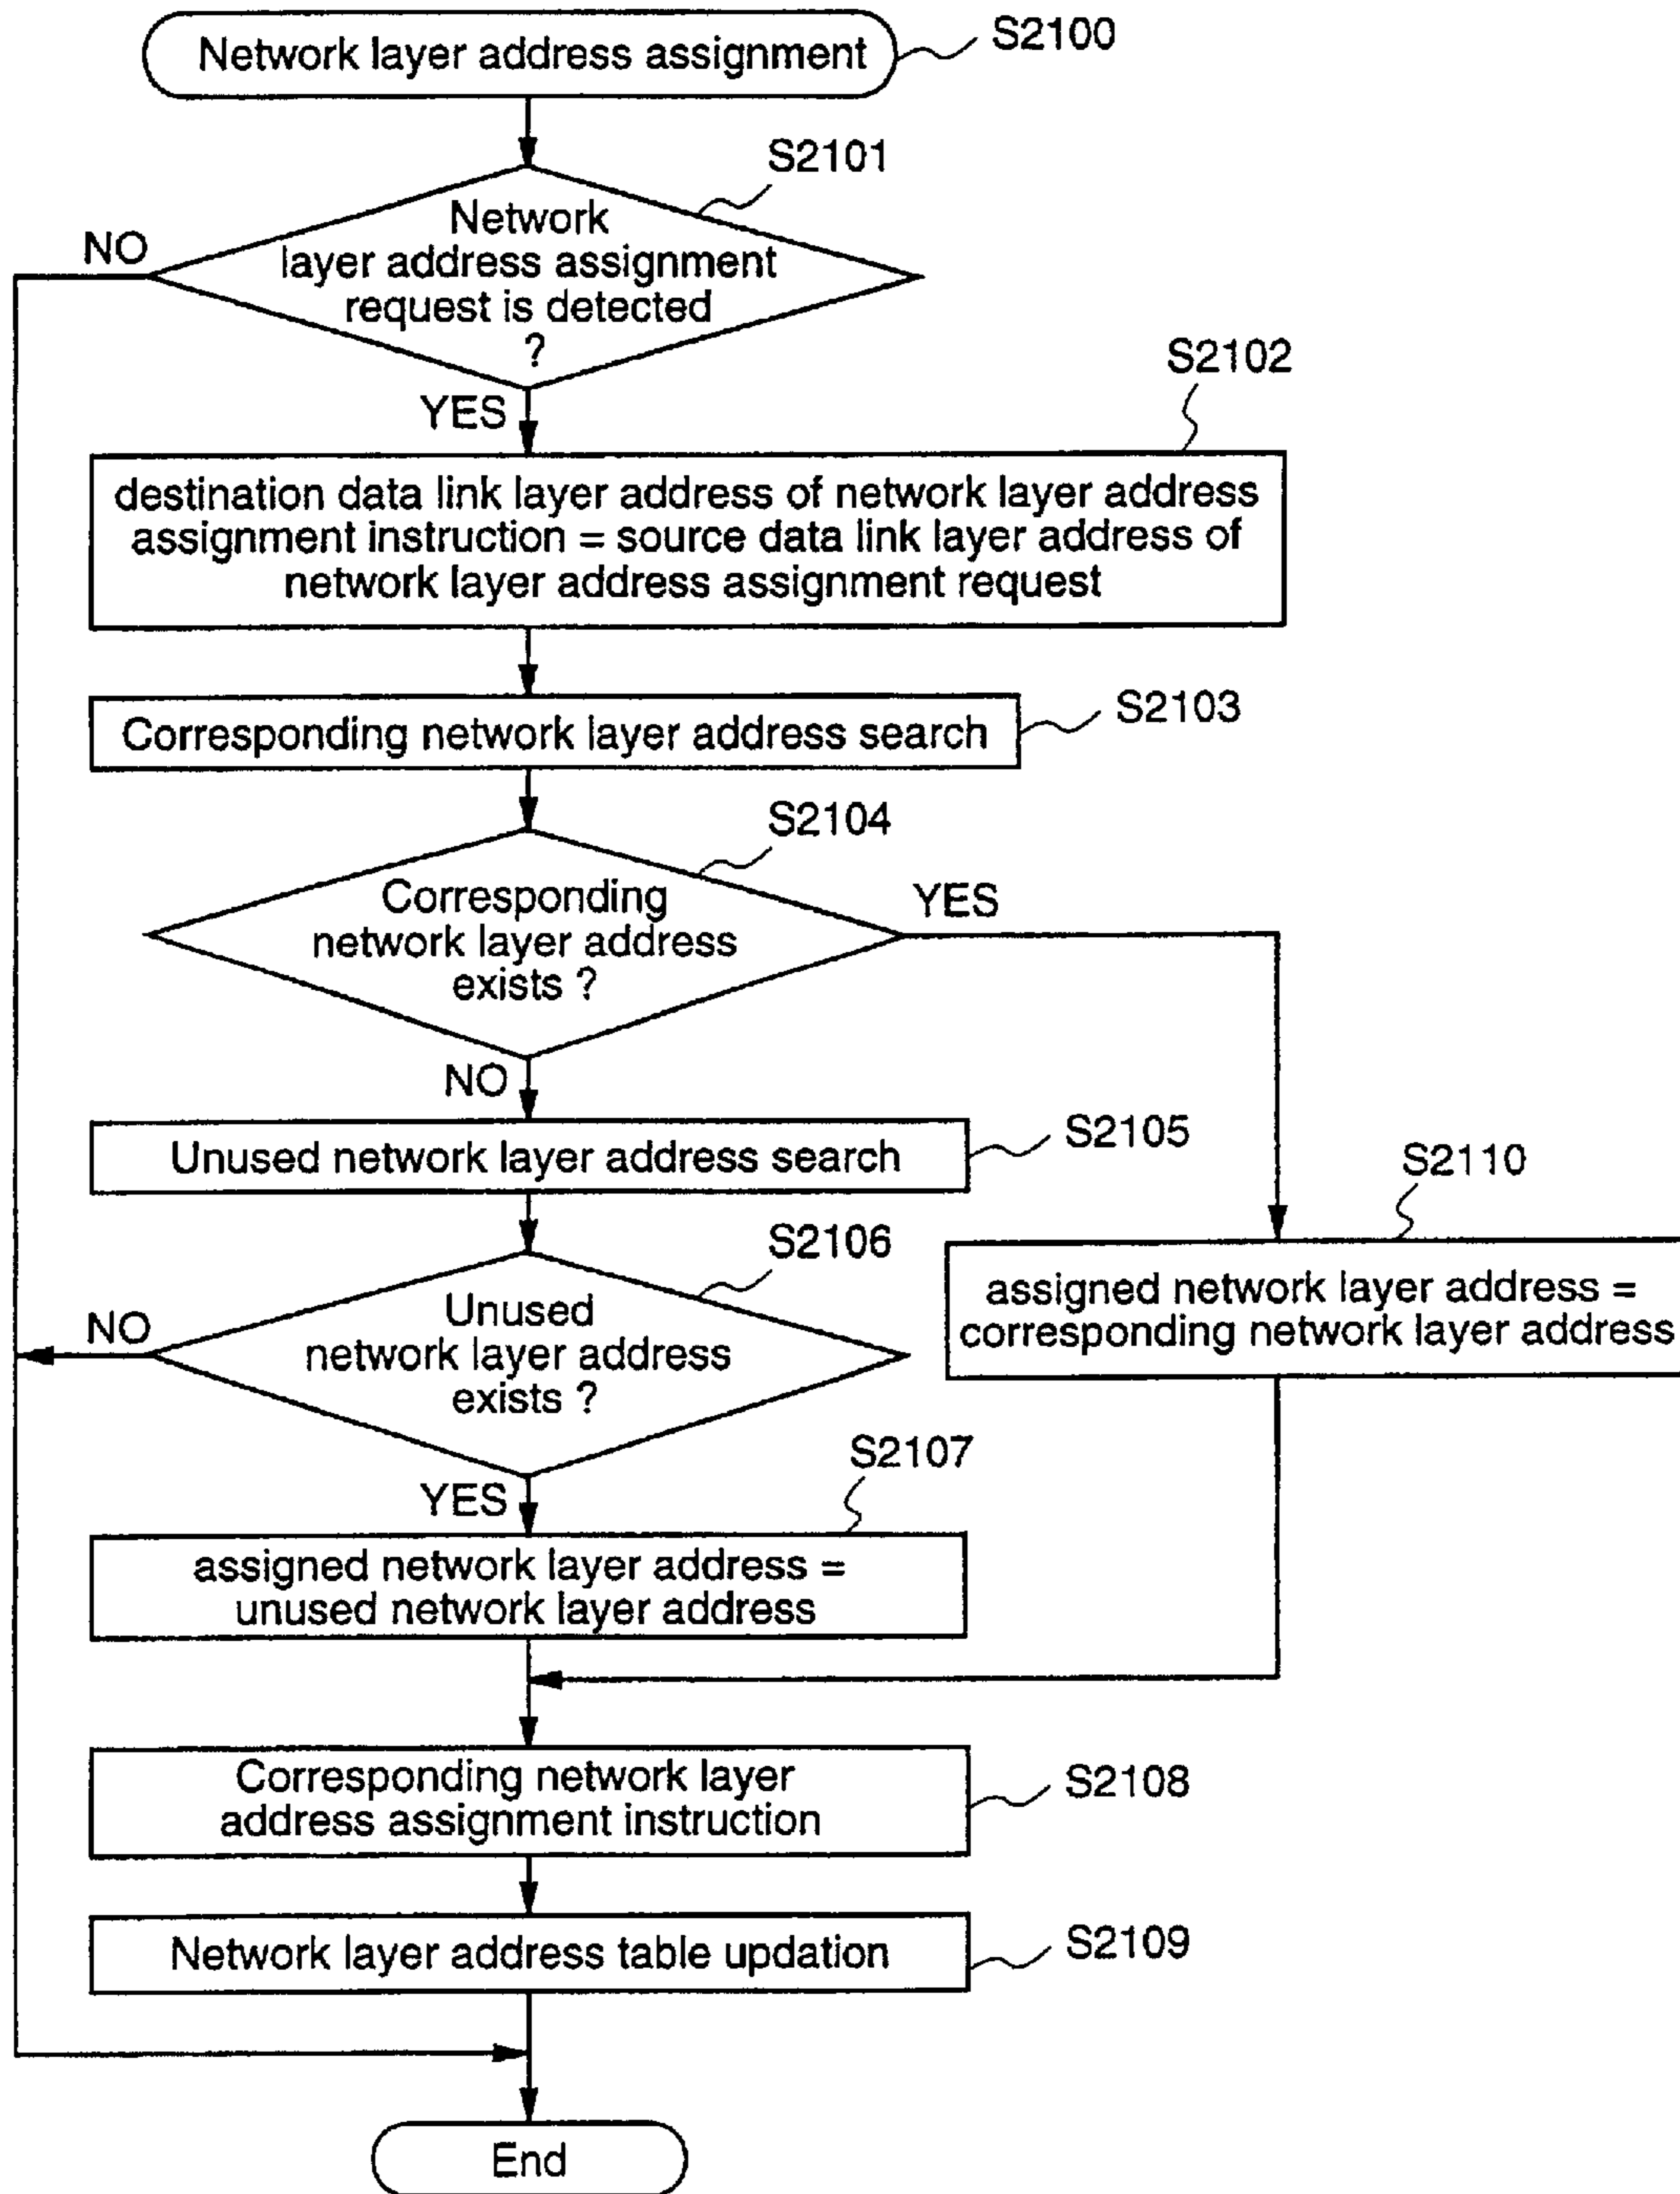 Network layer address assignment
S2100
S2101
Network
layer address assignment
request is detected
?
NO
YES
S2102
destination data link layer address of network layer address
assignment instruction = source data link layer address of
network layer address assignment request
Corresponding network layer address search
S2103
S2104
Corresponding
network layer address
exists ?
YES
NO
Unused network layer address search
S2105
S2110
assigned network layer address =
corresponding network layer address
S2106
Unused
network layer address
exists ?
NO
YES
S2107
assigned network layer address =
unused network layer address
Corresponding network layer
address assignment instruction
S2108
Network layer address table updation
S2109
End